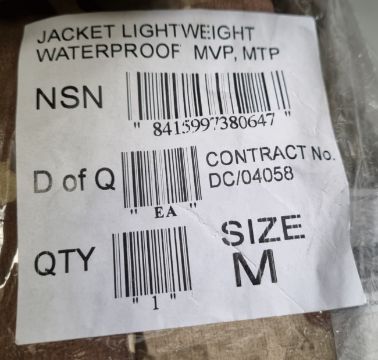 JACKET LIGHTWEIGHT
WATERPROOF MVP, MTP
NSN
" 8415997380647 "
D of Q
" EA "
CONTRACT No.
DC/04058
QTY
" 1 "
SIZE
M